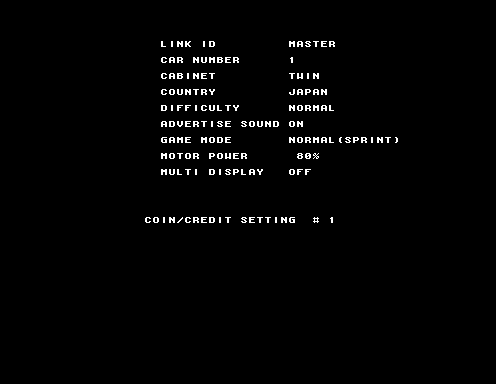 LINK ID MASTER
CAR NUMBER 1
CABINET TWIN
COUNTRY JAPAN
DIFFICULTY NORMAL
ADVERTISE SOUND ON
GAME MODE NORMAL(SPRINT)
MOTOR POWER 80%
MULTI DISPLAY OFF
COIN/CREDIT SETTING # 1